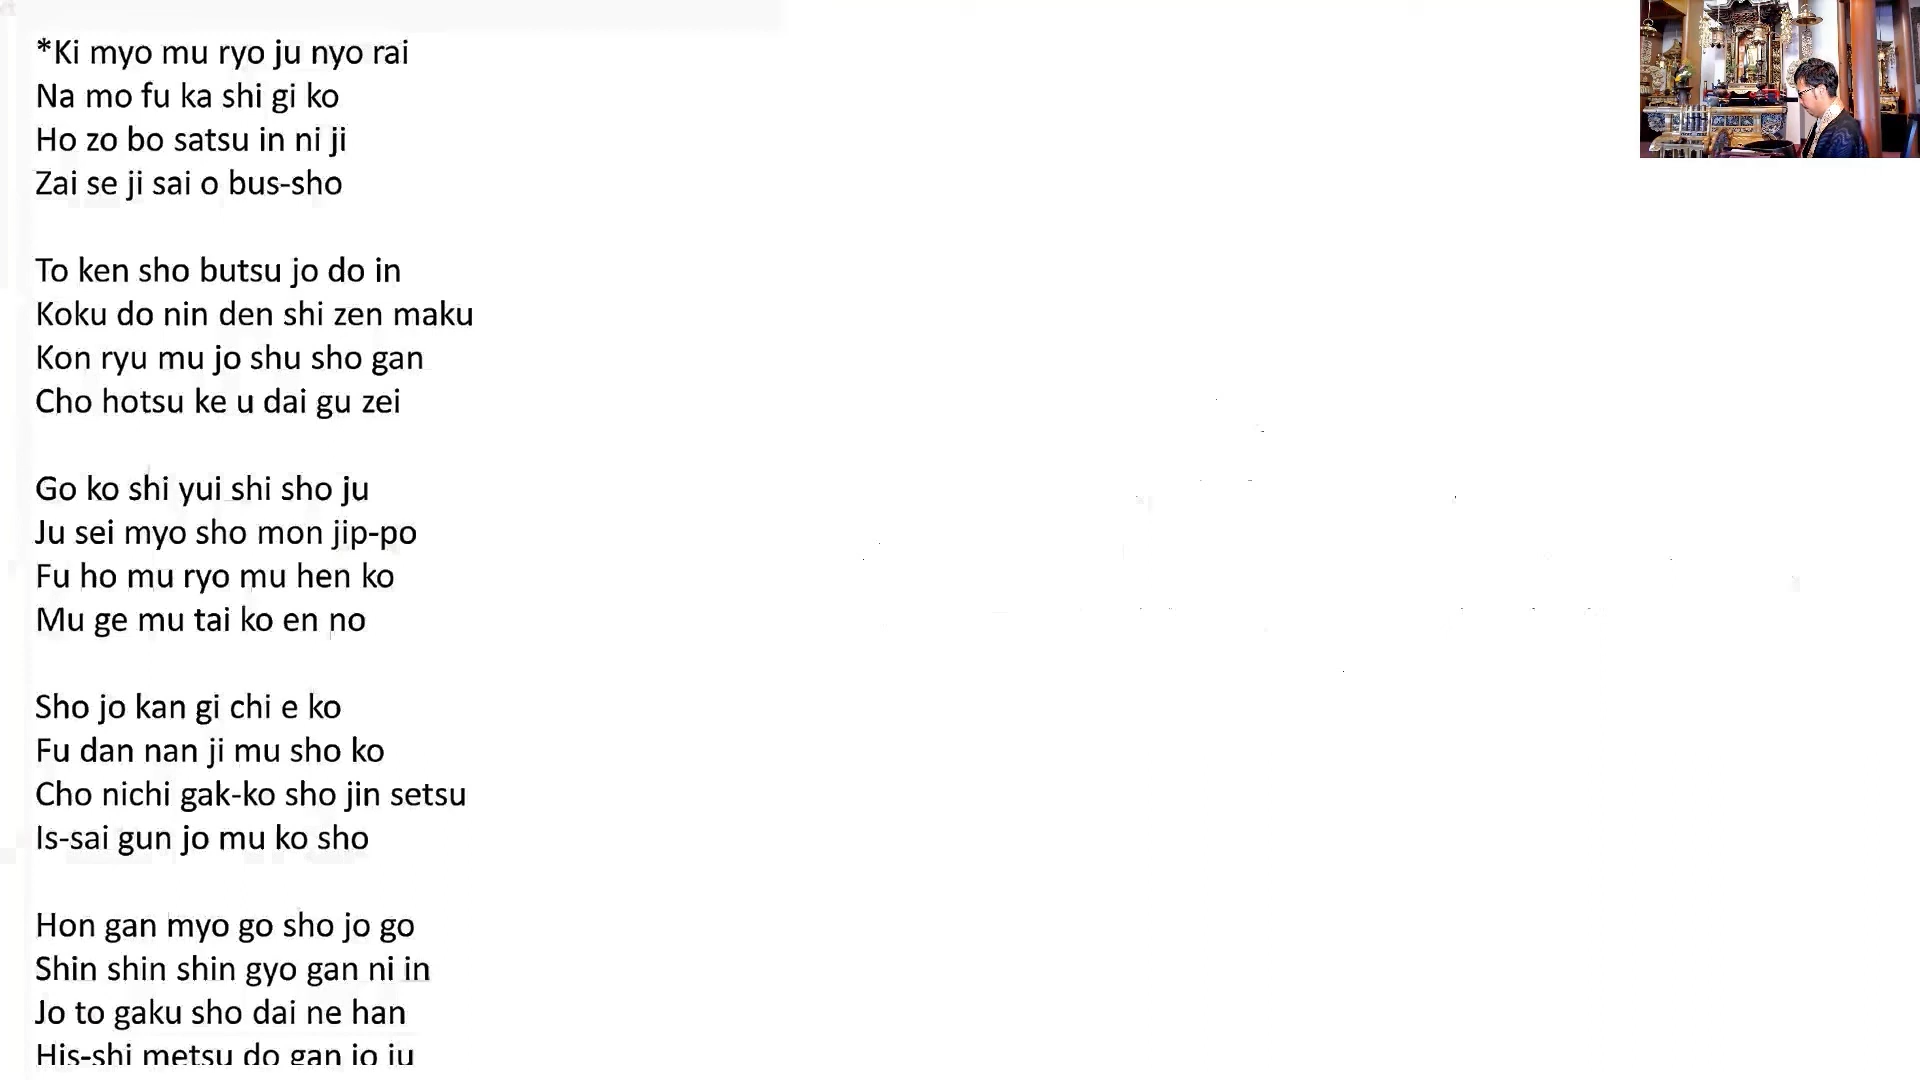 *Ki myo mu ryo ju nyo rai
Na mo fu ka shi gi ko
Ho zo bo satsu in ni ji
Zai se ji sai o bus-sho
To ken sho butsu jo do in
Koku do nin den shi zen maku
Kon ryu mu jo shu sho gan
Cho hotsu ke u dai gu zei
Go ko shi yui shi sho ju
Ju sei myo sho mon jip-po
Fu ho mu ryo mu hen ko
Mu ge mu tai ko en no
Sho jo kan gi chi e ko
Fu dan nan ji mu sho ko
Cho nichi gak-ko sho jin setsu
Is-sai gun jo mu ko sho
Hon gan myo go sho jo go
Shin shin shin gyo gan ni in
Jo to gaku sho dai ne han
His-shi metsu do gan jo ju